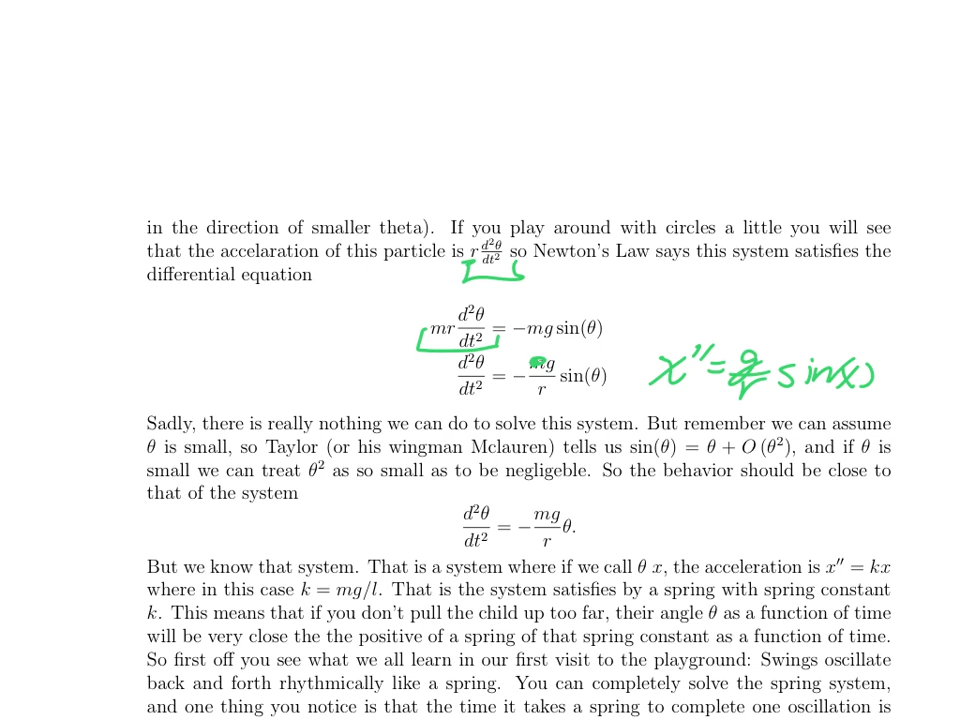 in the direction of smaller theta). If you play around with circles a little you will see
that the accelaration of this particle is r d²θ/dt² so Newton's Law says this system satisfies the
differential equation
mr d²θ/dt² = −mg sin(θ)
d²θ/dt² = − mg/r sin(θ)
x'' = g/r sin(x)
Sadly, there is really nothing we can do to solve this system. But remember we can assume
θ is small, so Taylor (or his wingman Mclauren) tells us sin(θ) = θ + O (θ²), and if θ is
small we can treat θ² as so small as to be negligeble. So the behavior should be close to
that of the system
d²θ/dt² = − mg/r θ.
But we know that system. That is a system where if we call θ x, the acceleration is x″ = kx
where in this case k = mg/l. That is the system satisfies by a spring with spring constant
k. This means that if you don't pull the child up too far, their angle θ as a function of time
will be very close the the positive of a spring of that spring constant as a function of time.
So first off you see what we all learn in our first visit to the playground: Swings oscillate
back and forth rhythmically like a spring. You can completely solve the spring system,
and one thing you notice is that the time it takes a spring to complete one oscillation is